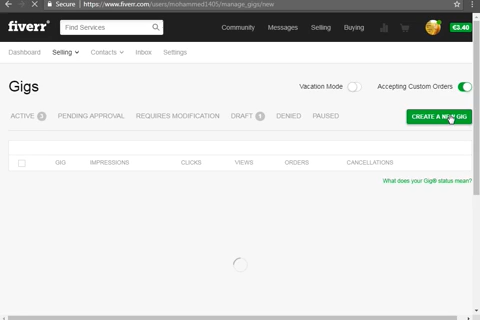 Secure https://www.fiverr.com/users/mohammed1405/manage_gigs/new
fiverr Find Services Community Messages Selling Buying €3.40
Dashboard Selling Contacts Inbox Settings
Gigs Vacation Mode Accepting Custom Orders
ACTIVE 3 PENDING APPROVAL REQUIRES MODIFICATION DRAFT 1 DENIED PAUSED CREATE A NEW GIG
GIG IMPRESSIONS CLICKS VIEWS ORDERS CANCELLATIONS
What does your Gig® status mean?